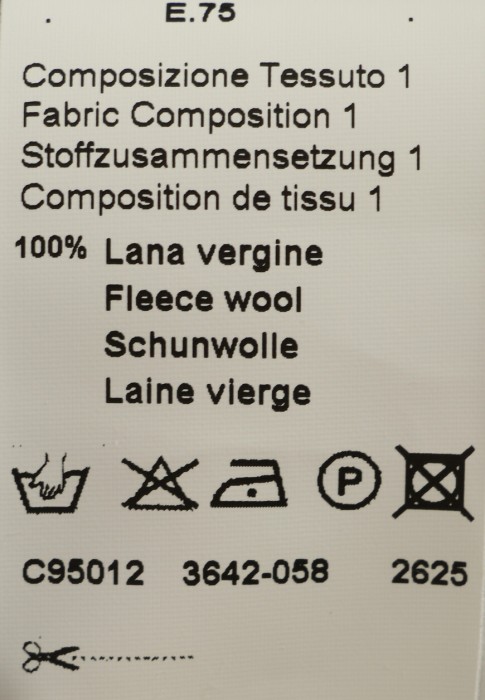 E.75
Composizione Tessuto 1
Fabric Composition 1
Stoffzusammensetzung 1
Composition de tissu 1
100% Lana vergine
Fleece wool
Schunwolle
Laine vierge
P
C95012 3642-058 2625